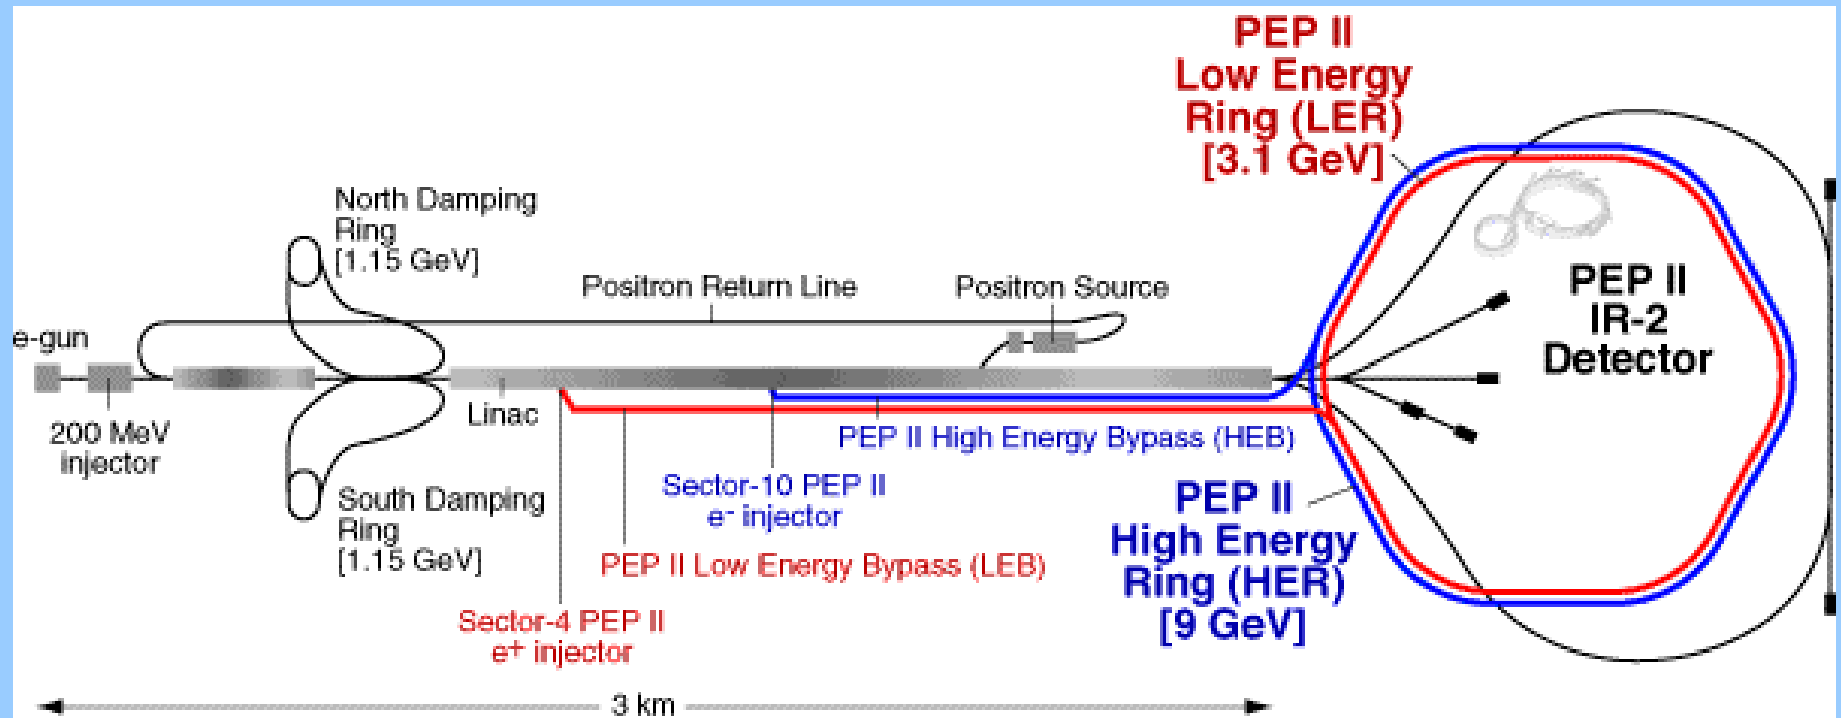 PEP II
Low Energy
Ring (LER)
[3.1 GeV]
North Damping
Ring
[1.15 GeV]
Positron Return Line
Positron Source
e-gun
PEP II
IR-2
Detector
Linac
200 MeV
injector
PEP II High Energy Bypass (HEB)
Sector-10 PEP II
e- injector
South Damping
Ring
[1.15 GeV]
PEP II
High Energy
Ring (HER)
[9 GeV]
PEP II Low Energy Bypass (LEB)
Sector-4 PEP II
e+ injector
3 km